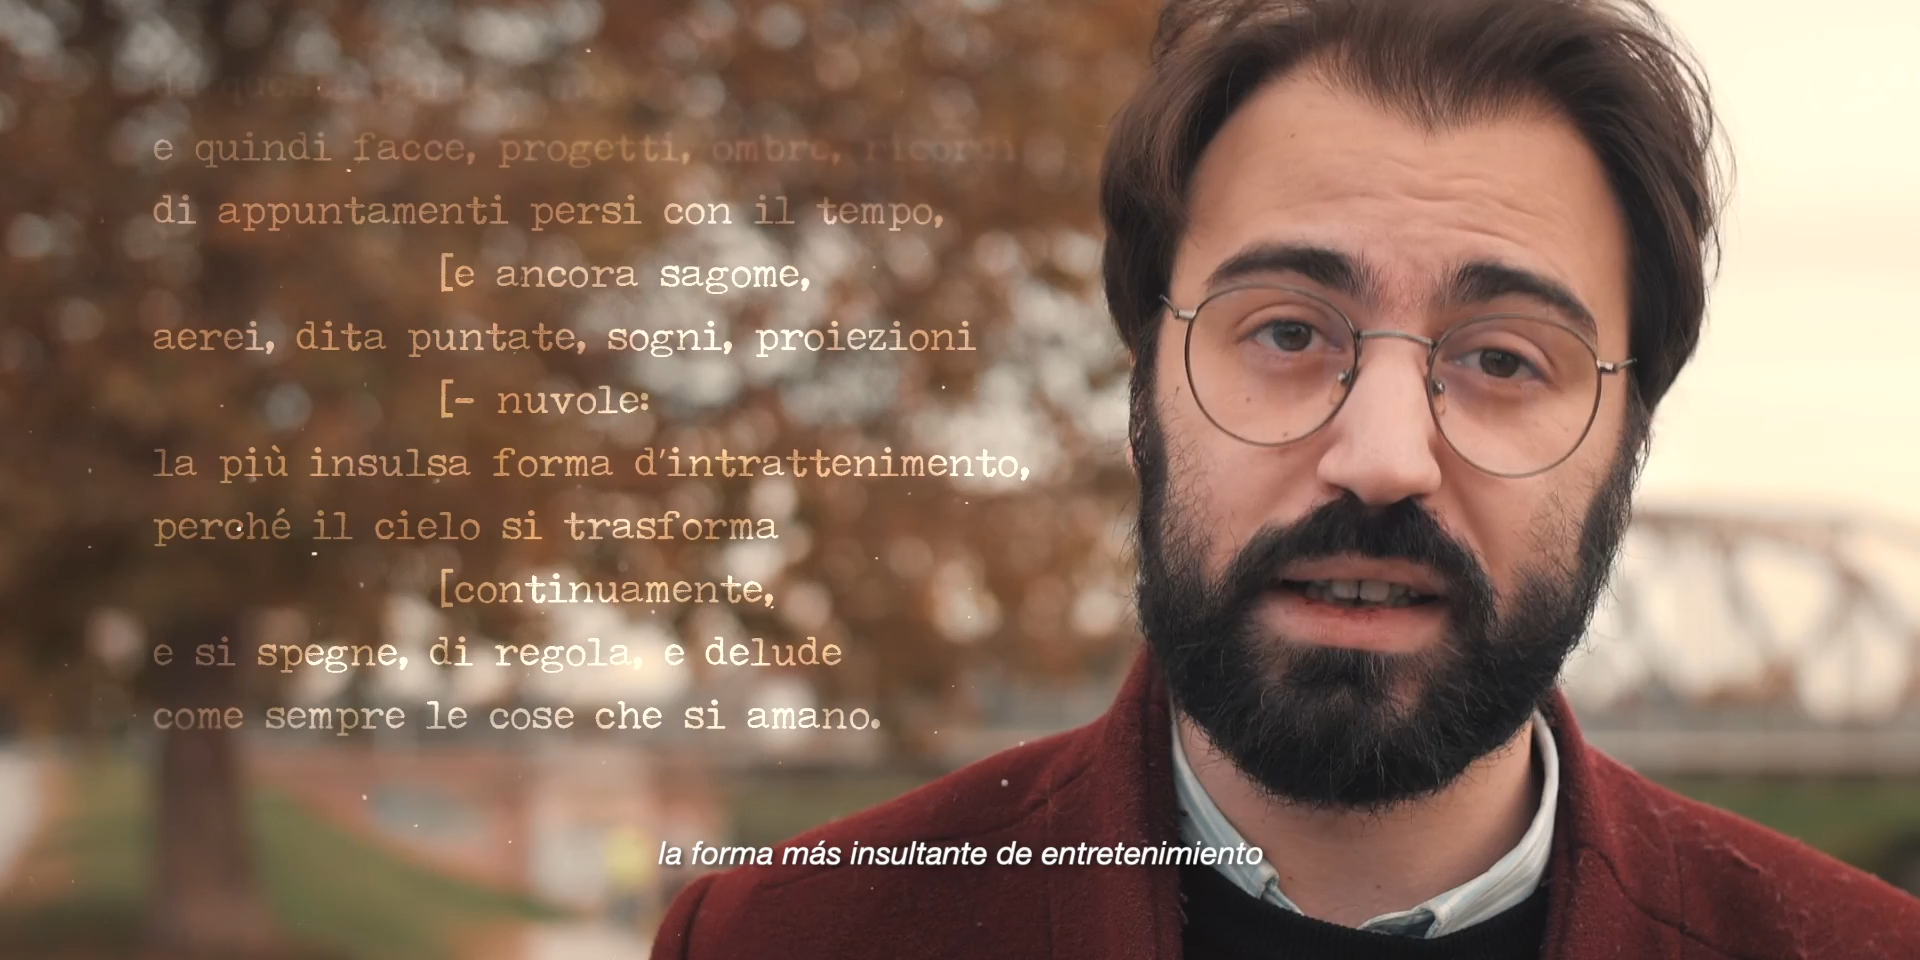 e quindi facce, progetti, ombre, ricordi
di appuntamenti persi con il tempo,
[e ancora sagome,
aerei, dita puntate, sogni, proiezioni
[- nuvole:
la più insulsa forma d'intrattenimento,
perché il cielo si trasforma
[continuamente,
e si spegne, di regola, e delude
come sempre le cose che si amano.
la forma más insultante de entretenimiento